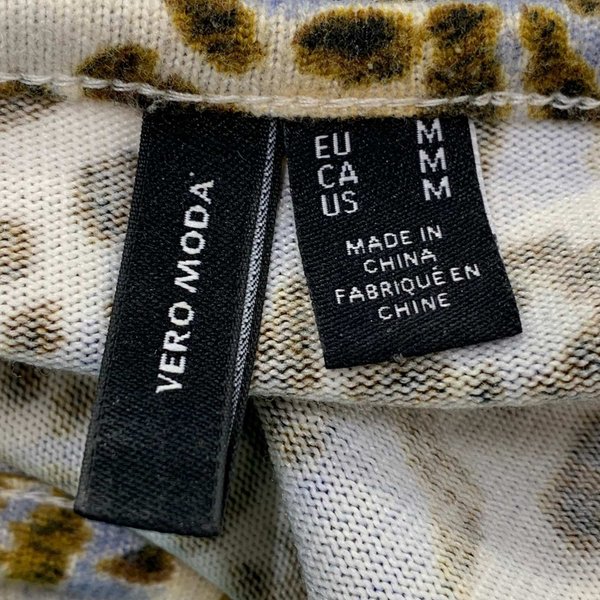 VERO MODA
EU M
CA M
US M
MADE IN
CHINA
FABRIQUÉ EN
CHINE